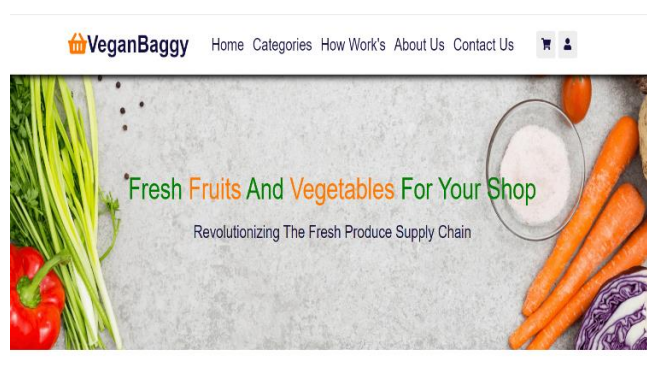 VeganBaggy Home Categories How Work's About Us Contact Us
Fresh Fruits And Vegetables For Your Shop
Revolutionizing The Fresh Produce Supply Chain